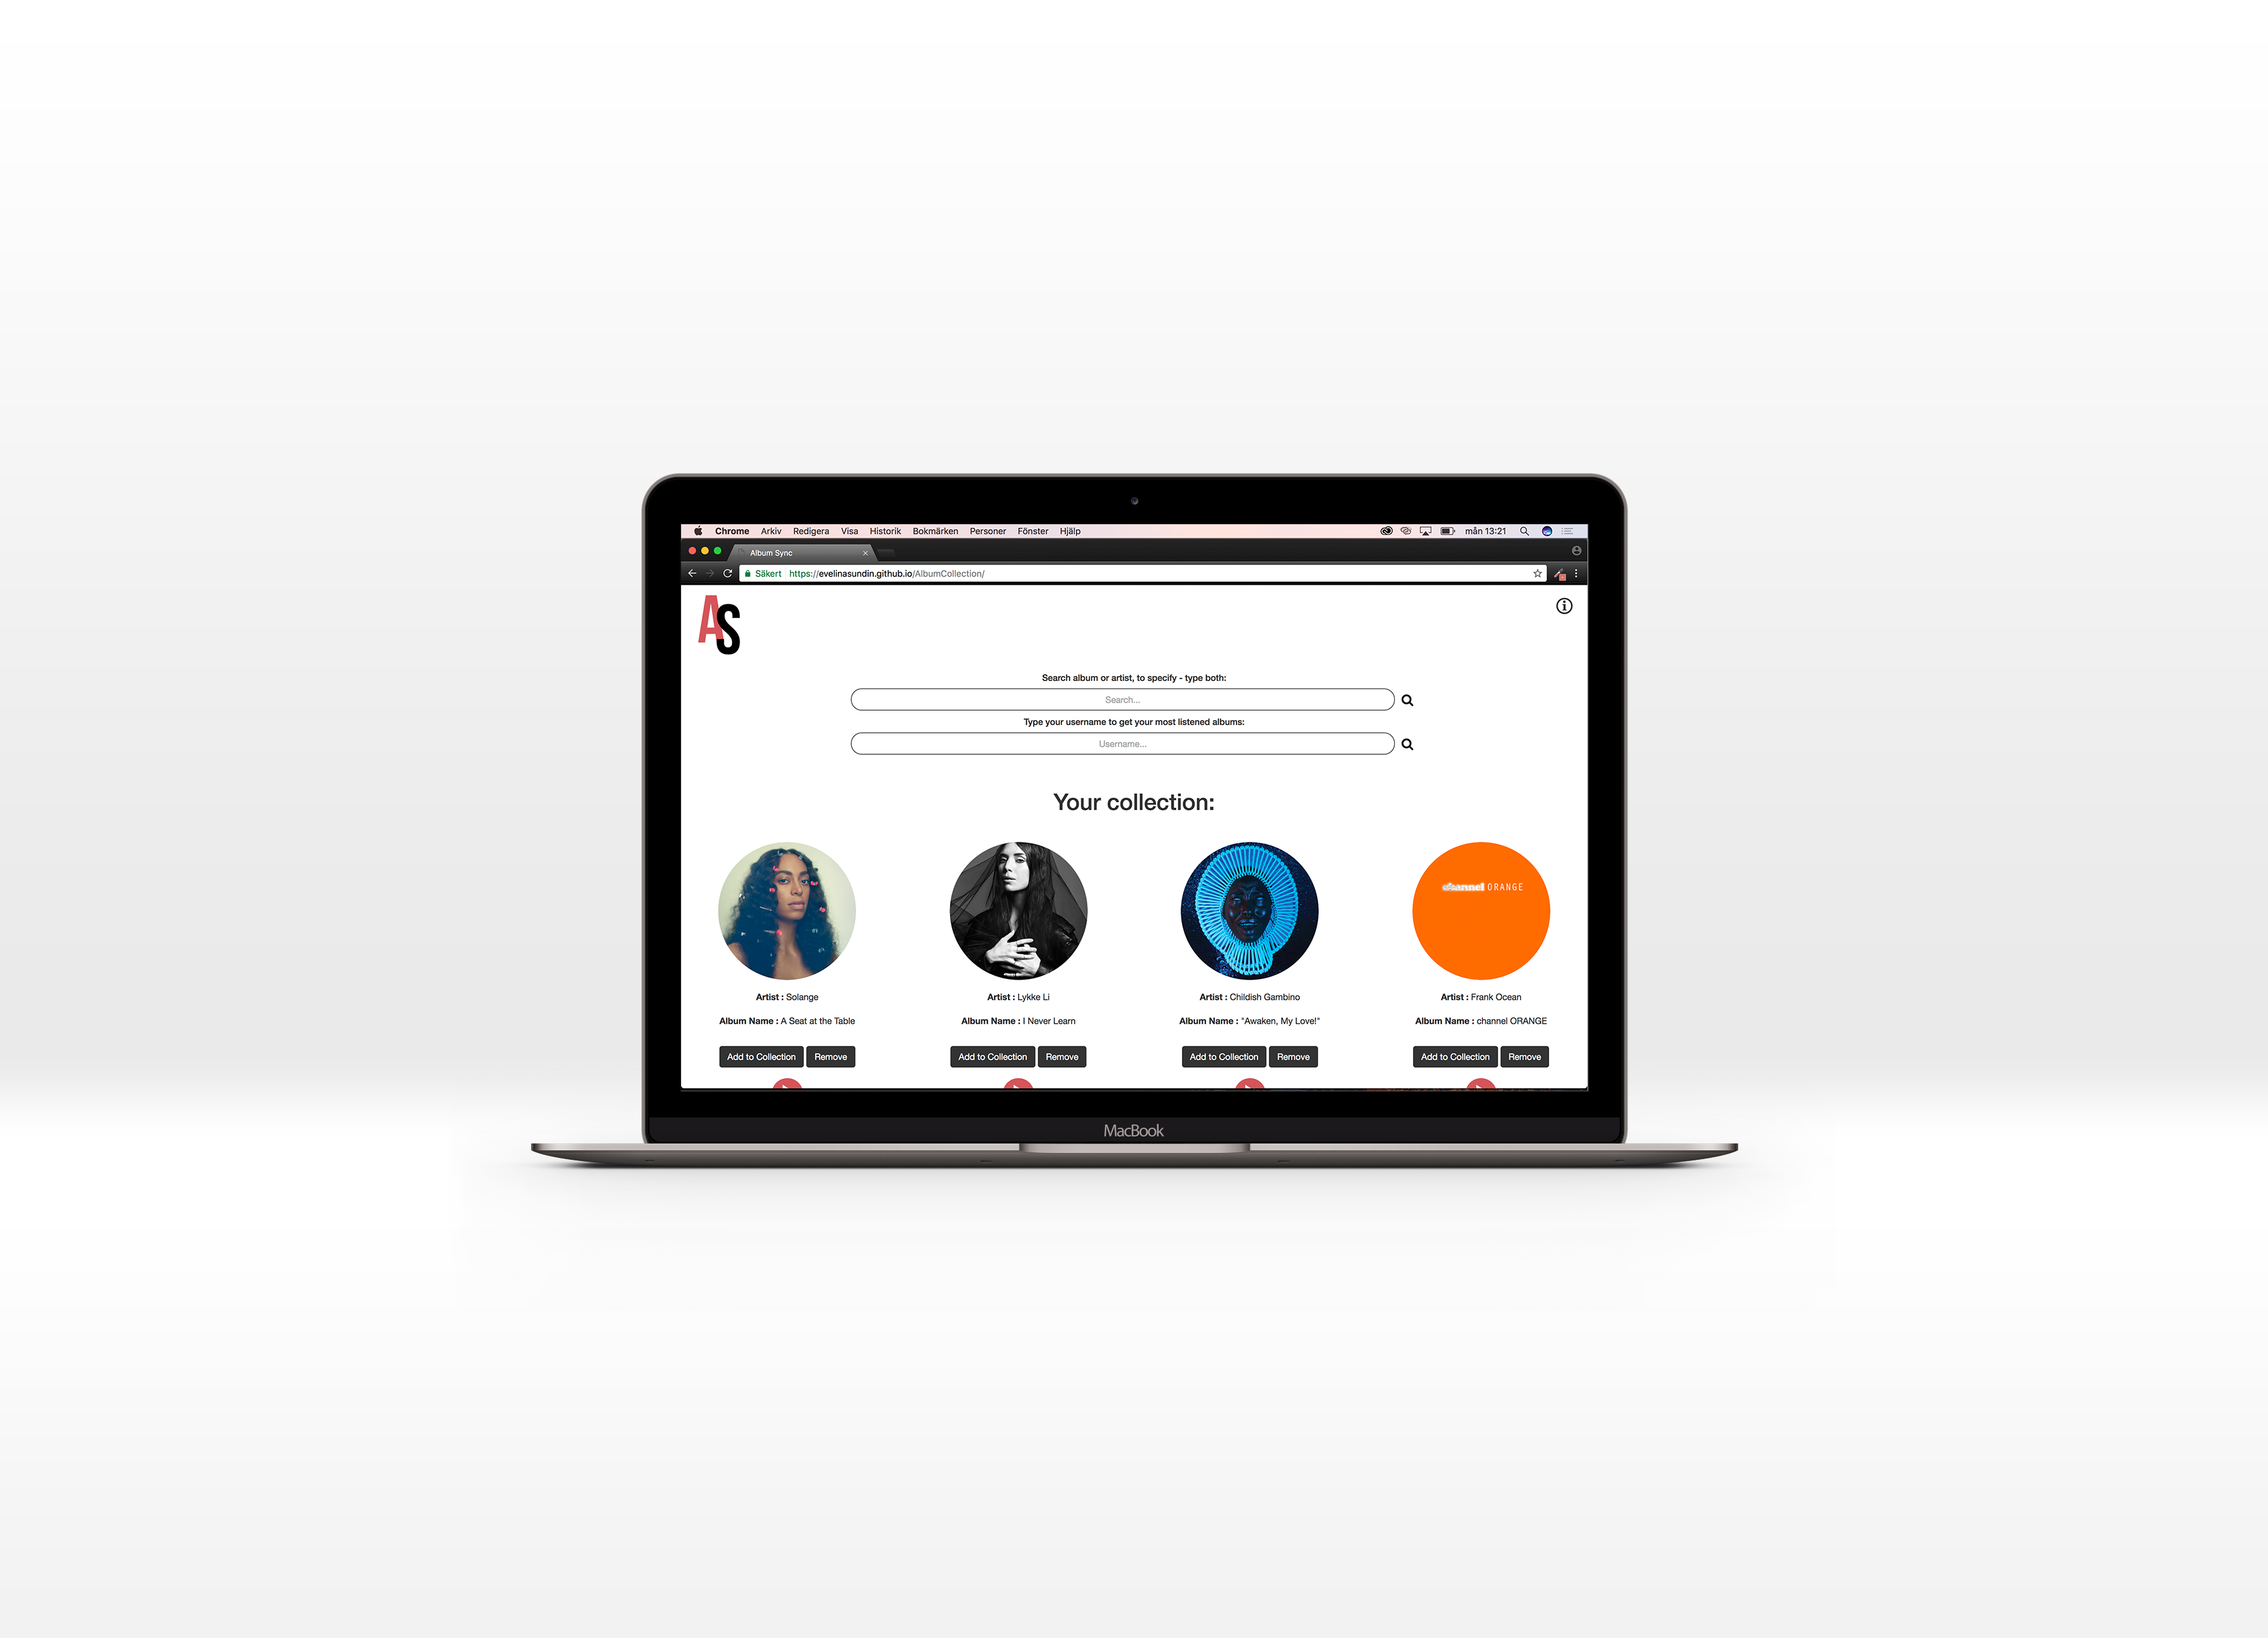 Chrome Arkiv Redigera Visa Historik Bokmärken Personer Fönster Hjälp mån 13:21
Album Sync
Säkert https://evelinasundin.github.io/AlbumCollection/
AS
Search album or artist, to specify - type both:
Search...
Type your username to get your most listened albums:
Username...
Your collection:
channel ORANGE
Artist : Solange Artist : Lykke Li Artist : Childish Gambino Artist : Frank Ocean
Album Name : A Seat at the Table Album Name : I Never Learn Album Name : "Awaken, My Love!" Album Name : channel ORANGE
Add to Collection Remove Add to Collection Remove Add to Collection Remove Add to Collection Remove
MacBook